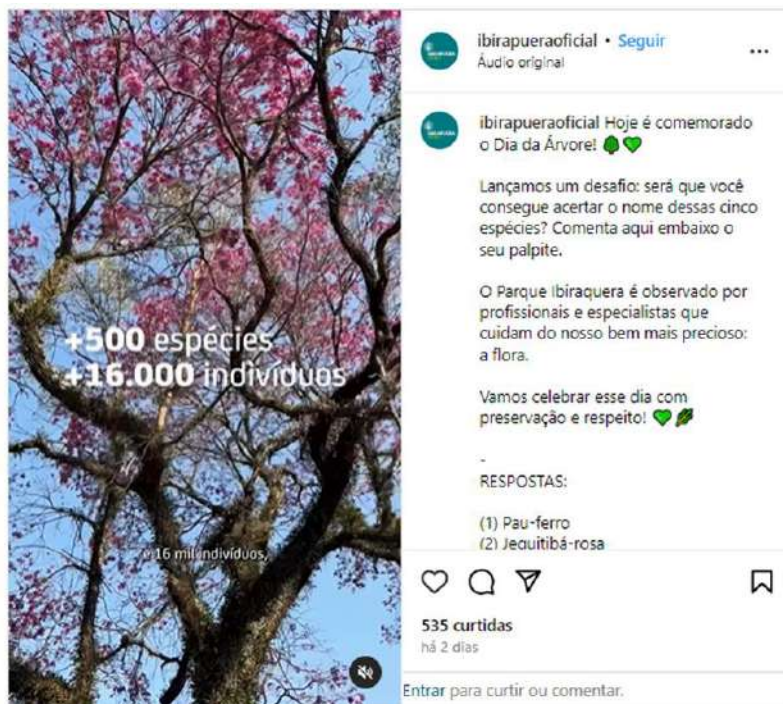 +500 espécies
+16.000 indivíduos
e 16 mil indivíduos,
ibirapueraoficial • Seguir
Áudio original
ibirapueraoficial Hoje é comemorado
o Dia da Árvore! 🌳💚
Lançamos um desafio: será que você
consegue acertar o nome dessas cinco
espécies? Comenta aqui embaixo o
seu palpite.
O Parque Ibiraquera é observado por
profissionais e especialistas que
cuidam do nosso bem mais precioso:
a flora.
Vamos celebrar esse dia com
preservação e respeito! 💚🌿
-
RESPOSTAS:
(1) Pau-ferro
(2) Jequitibá-rosa
535 curtidas
há 2 dias
Entrar para curtir ou comentar.